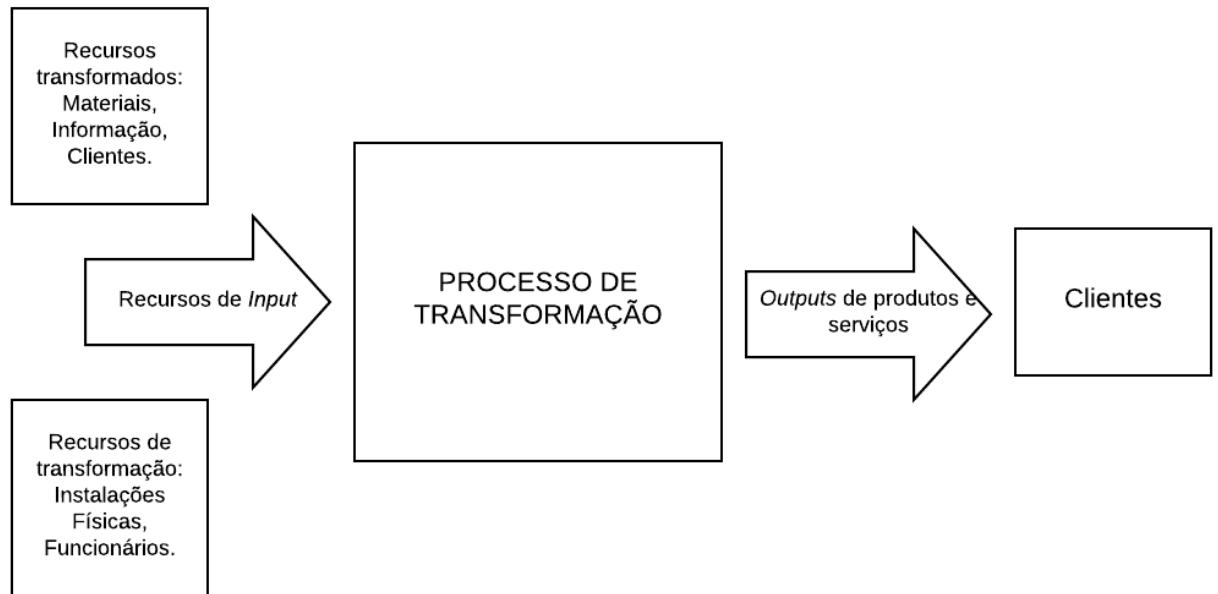 Recursos
transformados:
Materiais,
Informação,
Clientes.
Recursos de Input
Recursos de
transformação:
Instalações
Físicas,
Funcionários.
PROCESSO DE
TRANSFORMAÇÃO
Outputs de produtos e
serviços
Clientes